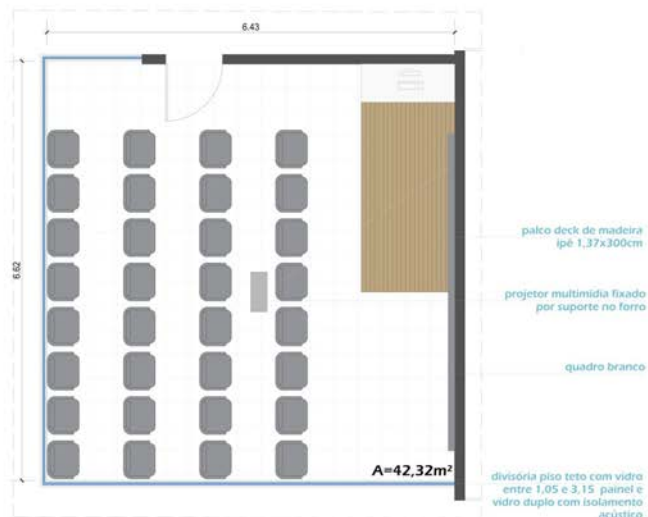 6.43
6.62
palco deck de madeira
ipê 1,37x300cm
projetor multimídia fixado
por suporte no forro
quadro branco
A=42,32m²
divisória piso teto com vidro
entre 1,05 e 3,15 painel e
vidro duplo com isolamento
acústico